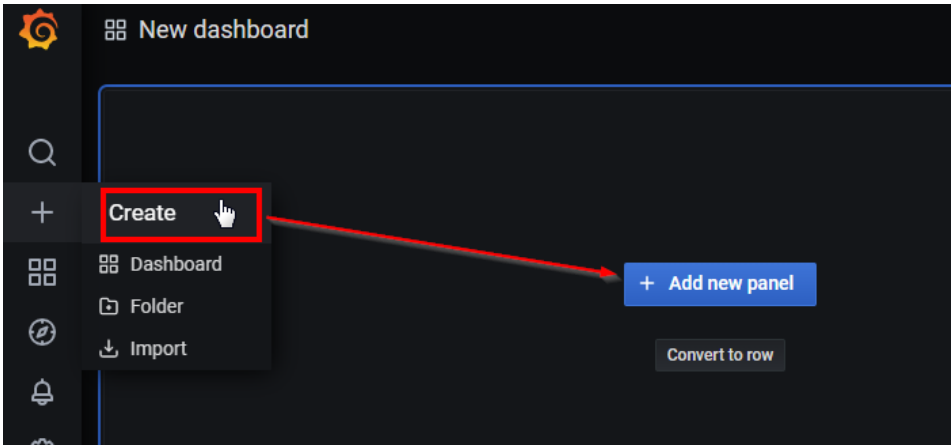 New dashboard
Create
Dashboard
Folder
Import
+ Add new panel
Convert to row